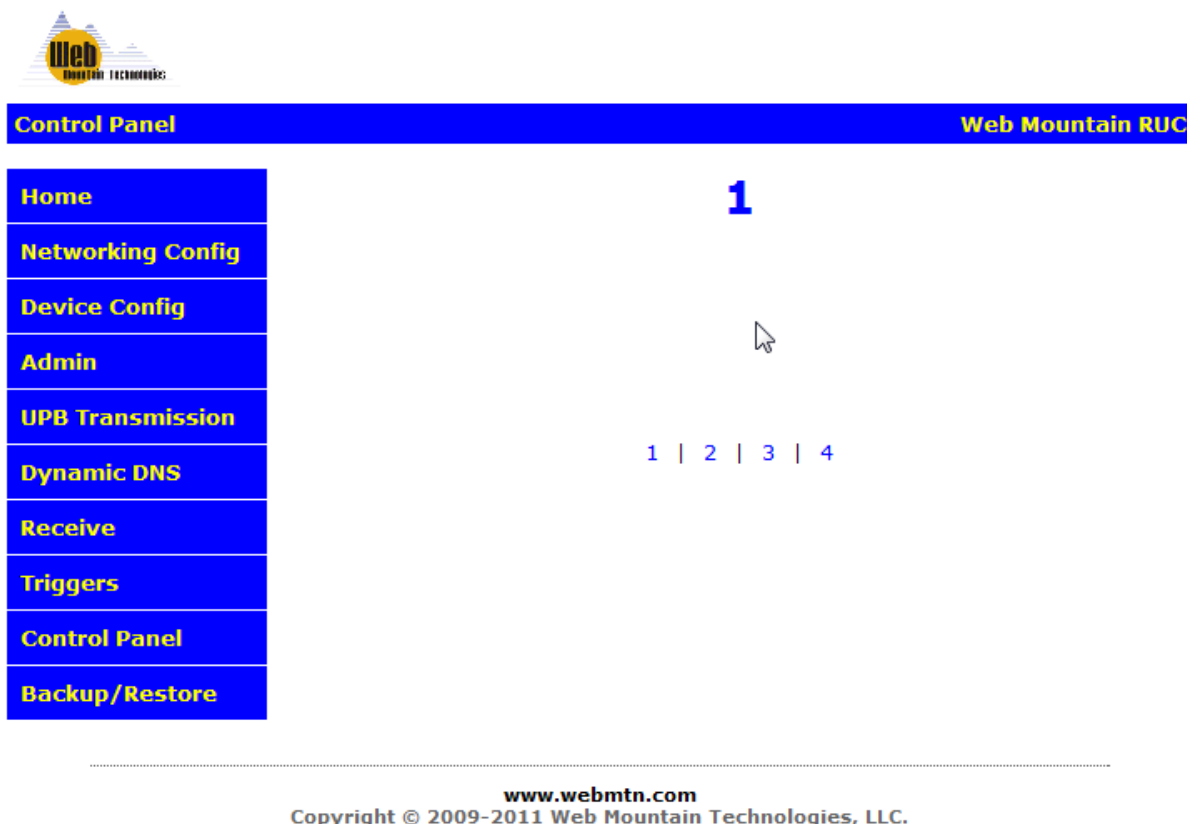 Web
Mountain Technologies
Control Panel Web Mountain RUC
1
Home
Networking Config
Device Config
Admin
UPB Transmission
Dynamic DNS
Receive
Triggers
Control Panel
Backup/Restore
1 | 2 | 3 | 4
www.webmtn.com
Copyright © 2009-2011 Web Mountain Technologies, LLC.